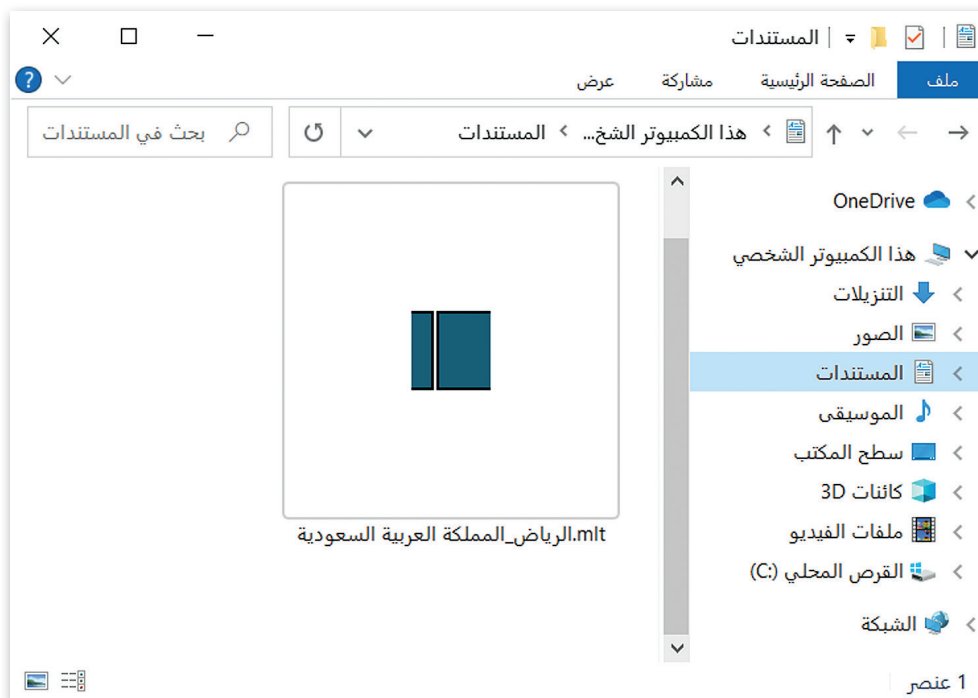 المستندات
ملف الصفحة الرئيسية مشاركة عرض
هذا الكمبيوتر الشخ... المستندات بحث في المستندات
OneDrive
هذا الكمبيوتر الشخصي
التنزيلات
الصور
المستندات
الموسيقى
سطح المكتب
كائنات 3D
ملفات الفيديو
القرص المحلي (C:)
الشبكة
الرياض_المملكة العربية السعودية.mlt
1 عنصر